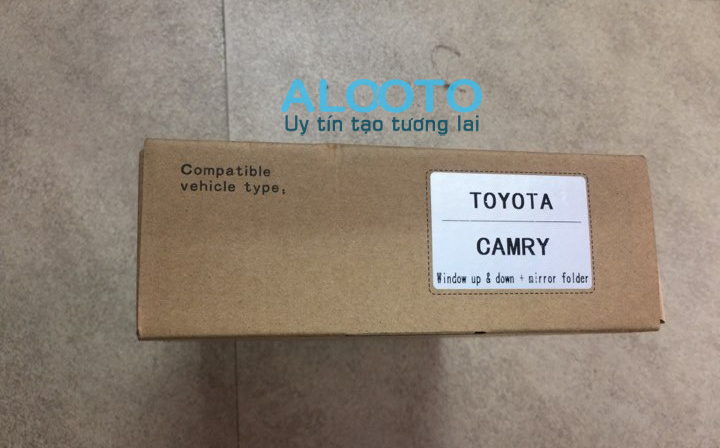 ALOOTO
Uy tín tạo tương lai
Compatible
vehicle type:
TOYOTA
CAMRY
Window up & down + mirror folder